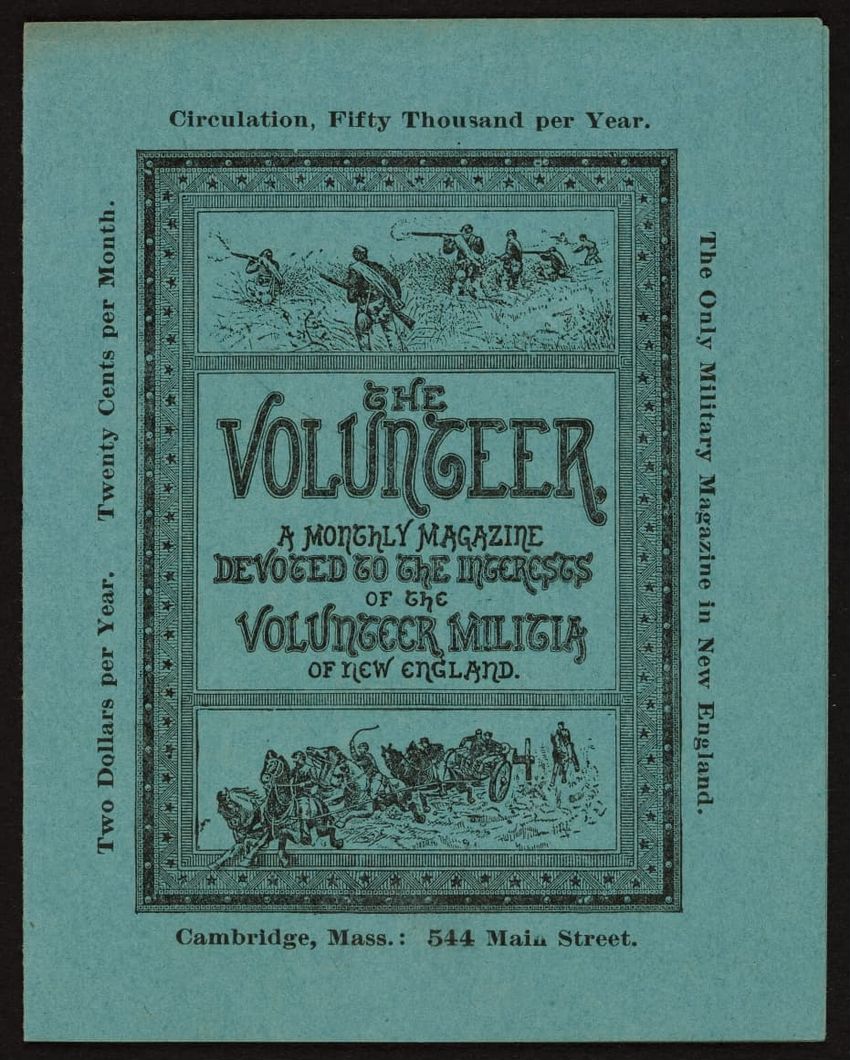 Circulation, Fifty Thousand per Year.
Two Dollars per Year. Twenty Cents per Month.
THE
VOLUNTEER.
A MONTHLY MAGAZINE
DEVOTED TO THE INTERESTS
OF THE
VOLUNTEER MILITIA
OF NEW ENGLAND.
The Only Military Magazine in New England.
Cambridge, Mass.: 544 Main Street.